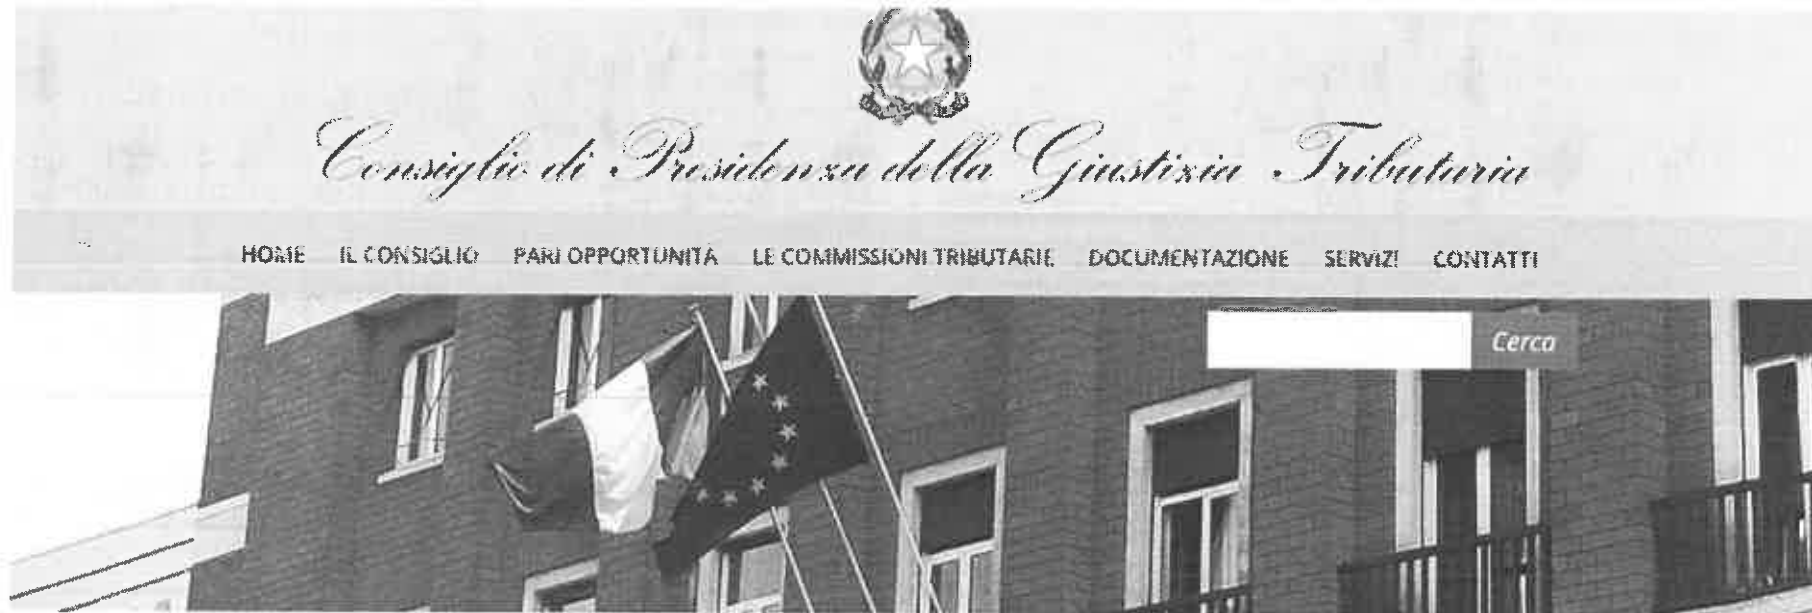 Consiglio di Presidenza della Giustizia Tributaria
HOME IL CONSIGLIO PARI OPPORTUNITÀ LE COMMISSIONI TRIBUTARIE DOCUMENTAZIONE SERVIZI CONTATTI
Cerca